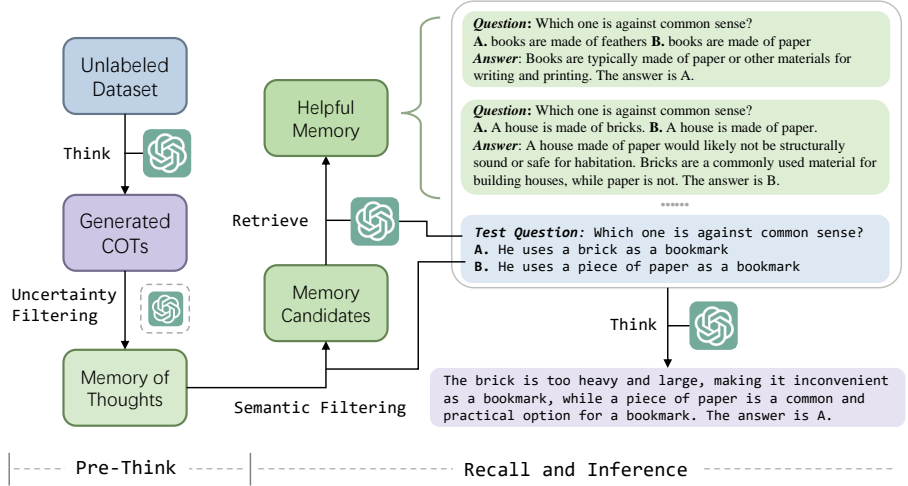 Unlabeled
Dataset
Think
Generated
COTs
Uncertainty
Filtering
Memory of
Thoughts
Helpful
Memory
Retrieve
Memory
Candidates
Semantic Filtering
Question: Which one is against common sense?
A. books are made of feathers B. books are made of paper
Answer: Books are typically made of paper or other materials for
writing and printing. The answer is A.
Question: Which one is against common sense?
A. A house is made of bricks. B. A house is made of paper.
Answer: A house made of paper would likely not be structurally
sound or safe for habitation. Bricks are a commonly used material for
building houses, while paper is not. The answer is B.
......
Test Question: Which one is against common sense?
A. He uses a brick as a bookmark
B. He uses a piece of paper as a bookmark
Think
The brick is too heavy and large, making it inconvenient
as a bookmark, while a piece of paper is a common and
practical option for a bookmark. The answer is A.
Pre-Think
Recall and Inference